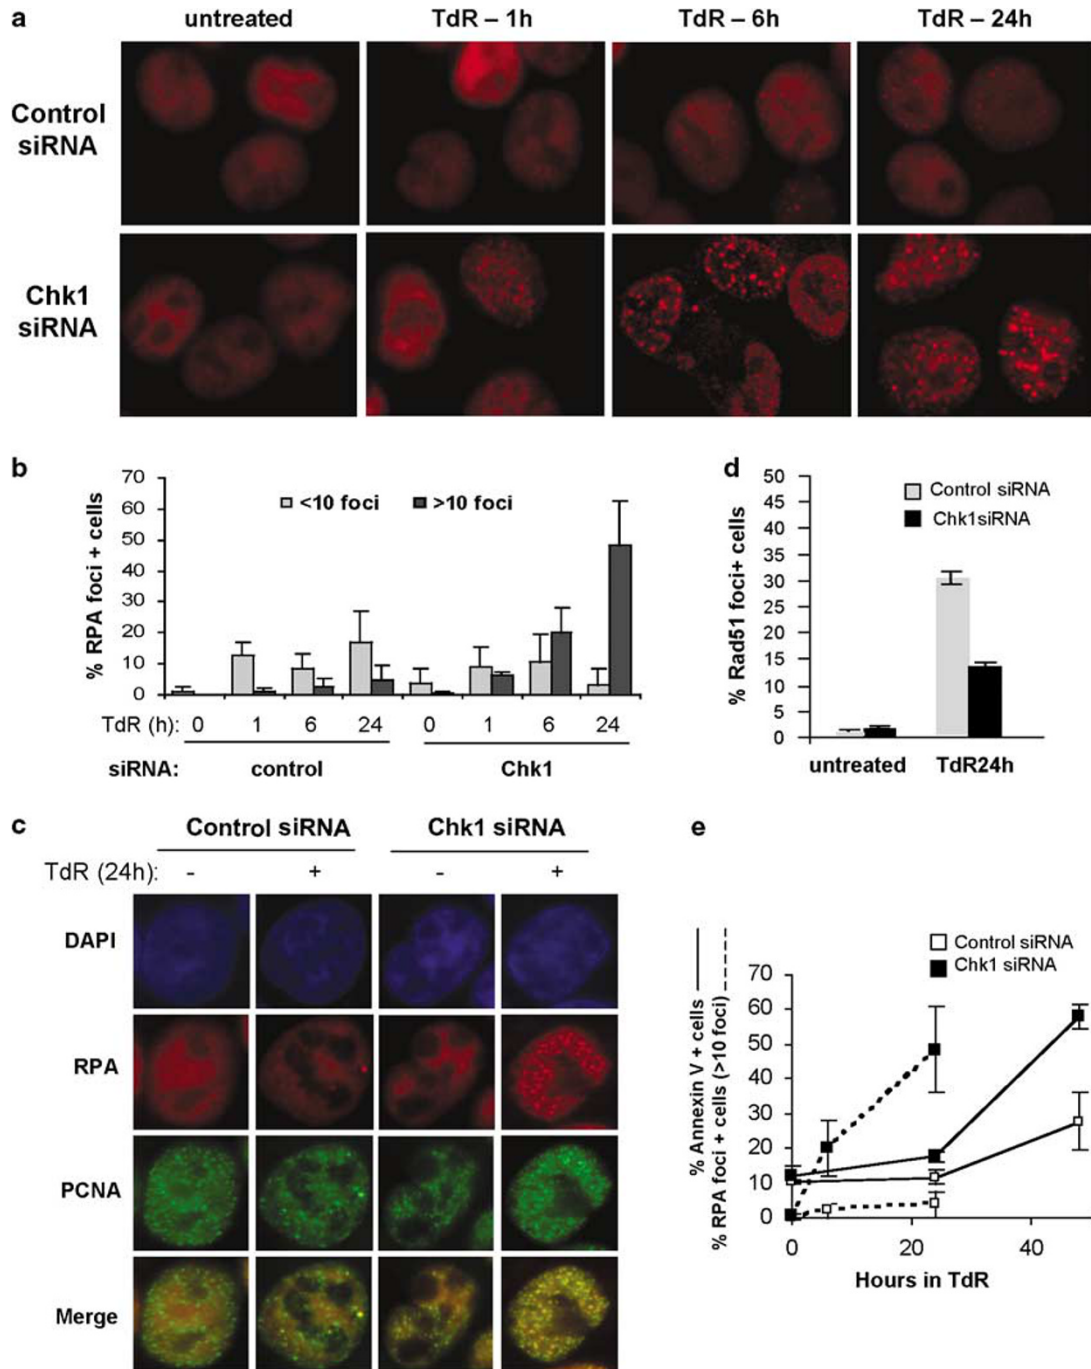 a
untreated TdR – 1h TdR – 6h TdR – 24h
Control siRNA
Chk1 siRNA
b
% RPA foci + cells
70
60
50
40
30
20
10
0
<10 foci >10 foci
TdR (h): 0 1 6 24 0 1 6 24
siRNA: control Chk1
d
% Rad51 foci+ cells
50
45
40
35
30
25
20
15
10
5
0
Control siRNA
Chk1siRNA
untreated TdR24h
c
Control siRNA Chk1 siRNA
TdR (24h): - + - +
DAPI
RPA
PCNA
Merge
e
% Annexin V + cells
% RPA foci + cells (>10 foci)
Control siRNA
Chk1 siRNA
70
60
50
40
30
20
10
0
0 20 40
Hours in TdR